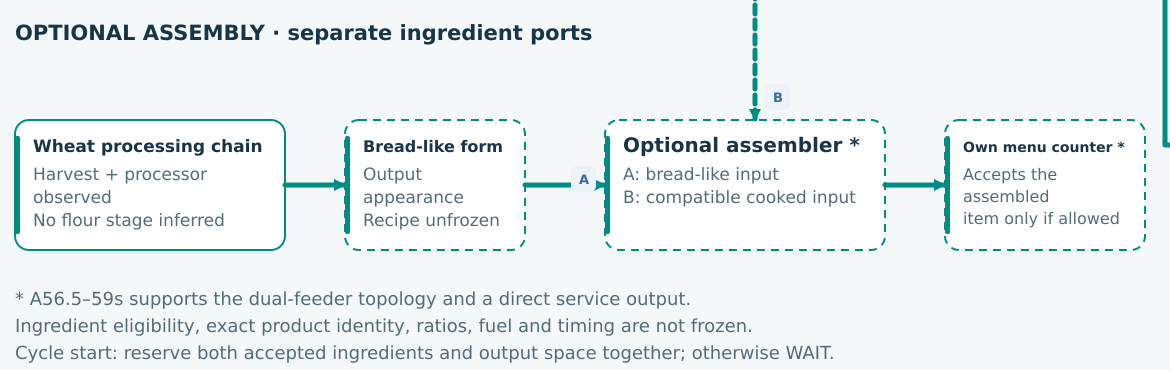 OPTIONAL ASSEMBLY · separate ingredient ports
B
Wheat processing chain
Harvest + processor
observed
No flour stage inferred
Bread-like form
Output
appearance
Recipe unfrozen
A
Optional assembler *
A: bread-like input
B: compatible cooked input
Own menu counter *
Accepts the
assembled
item only if allowed
* A56.5–59s supports the dual-feeder topology and a direct service output.
Ingredient eligibility, exact product identity, ratios, fuel and timing are not frozen.
Cycle start: reserve both accepted ingredients and output space together; otherwise WAIT.